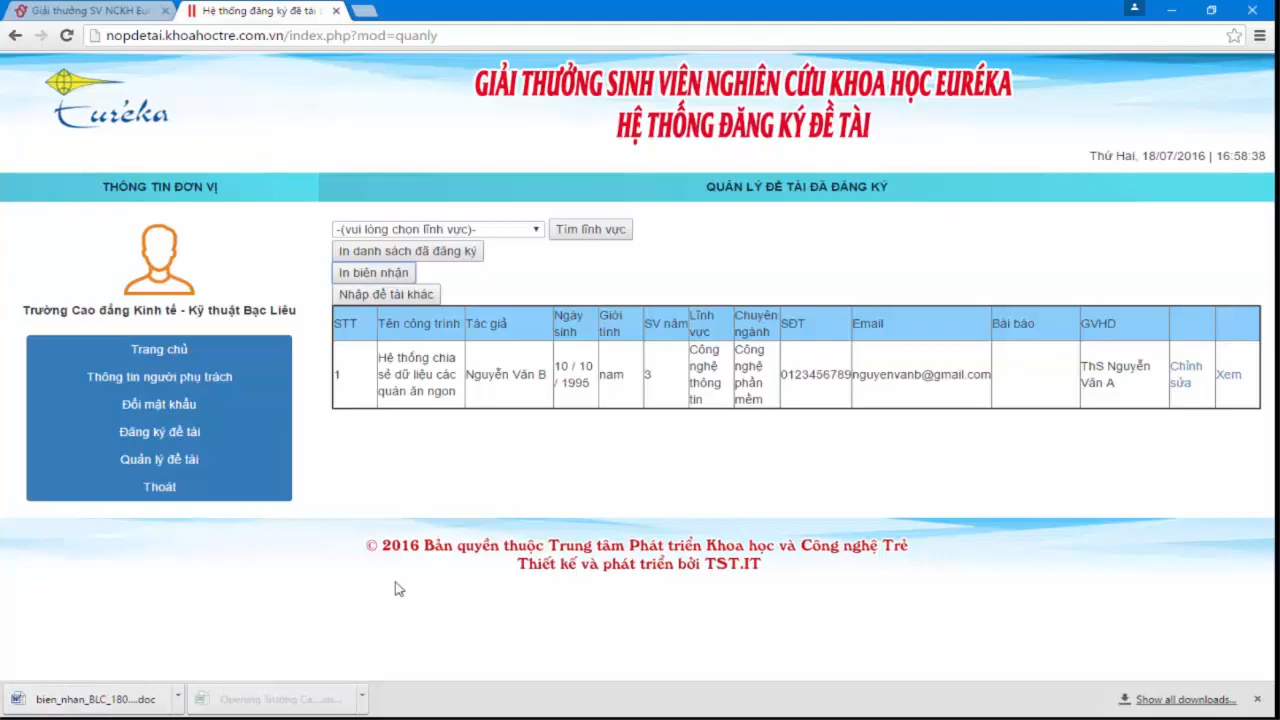 Giải thưởng SV NCKH Eur
Hệ thống đăng ký đề tài
nopdetai.khoahoctre.com.vn/index.php?mod=quanly
Euréka
GIẢI THƯỞNG SINH VIÊN NGHIÊN CỨU KHOA HỌC EURÉKA
HỆ THỐNG ĐĂNG KÝ ĐỀ TÀI
Thứ Hai, 18/07/2016 | 16:58:38
THÔNG TIN ĐƠN VỊ
QUẢN LÝ ĐỀ TÀI ĐÃ ĐĂNG KÝ
-(vui lòng chọn lĩnh vực)-
Tìm lĩnh vực
In danh sách đã đăng ký
In biên nhận
Nhập đề tài khác
Trường Cao đẳng Kinh tế - Kỹ thuật Bạc Liêu
Trang chủ
Thông tin người phụ trách
Đổi mật khẩu
Đăng ký đề tài
Quản lý đề tài
Thoát
STT Tên công trình Tác giả Ngày sinh Giới tính SV năm Lĩnh vực Chuyên ngành SĐT Email Bài báo GVHD
1 Hệ thống chia sẻ dữ liệu các quán ăn ngon Nguyễn Văn B 10 / 10 / 1995 nam 3 Công nghệ thông tin Công nghệ phần mềm 0123456789 nguyenvanb@gmail.com ThS Nguyễn Văn A Chỉnh sửa Xem
© 2016 Bản quyền thuộc Trung tâm Phát triển Khoa học và Công nghệ Trẻ
Thiết kế và phát triển bởi TST.IT
bien_nhan_BLC_180....doc
Opening Trường Ca....xls...
Show all downloads...